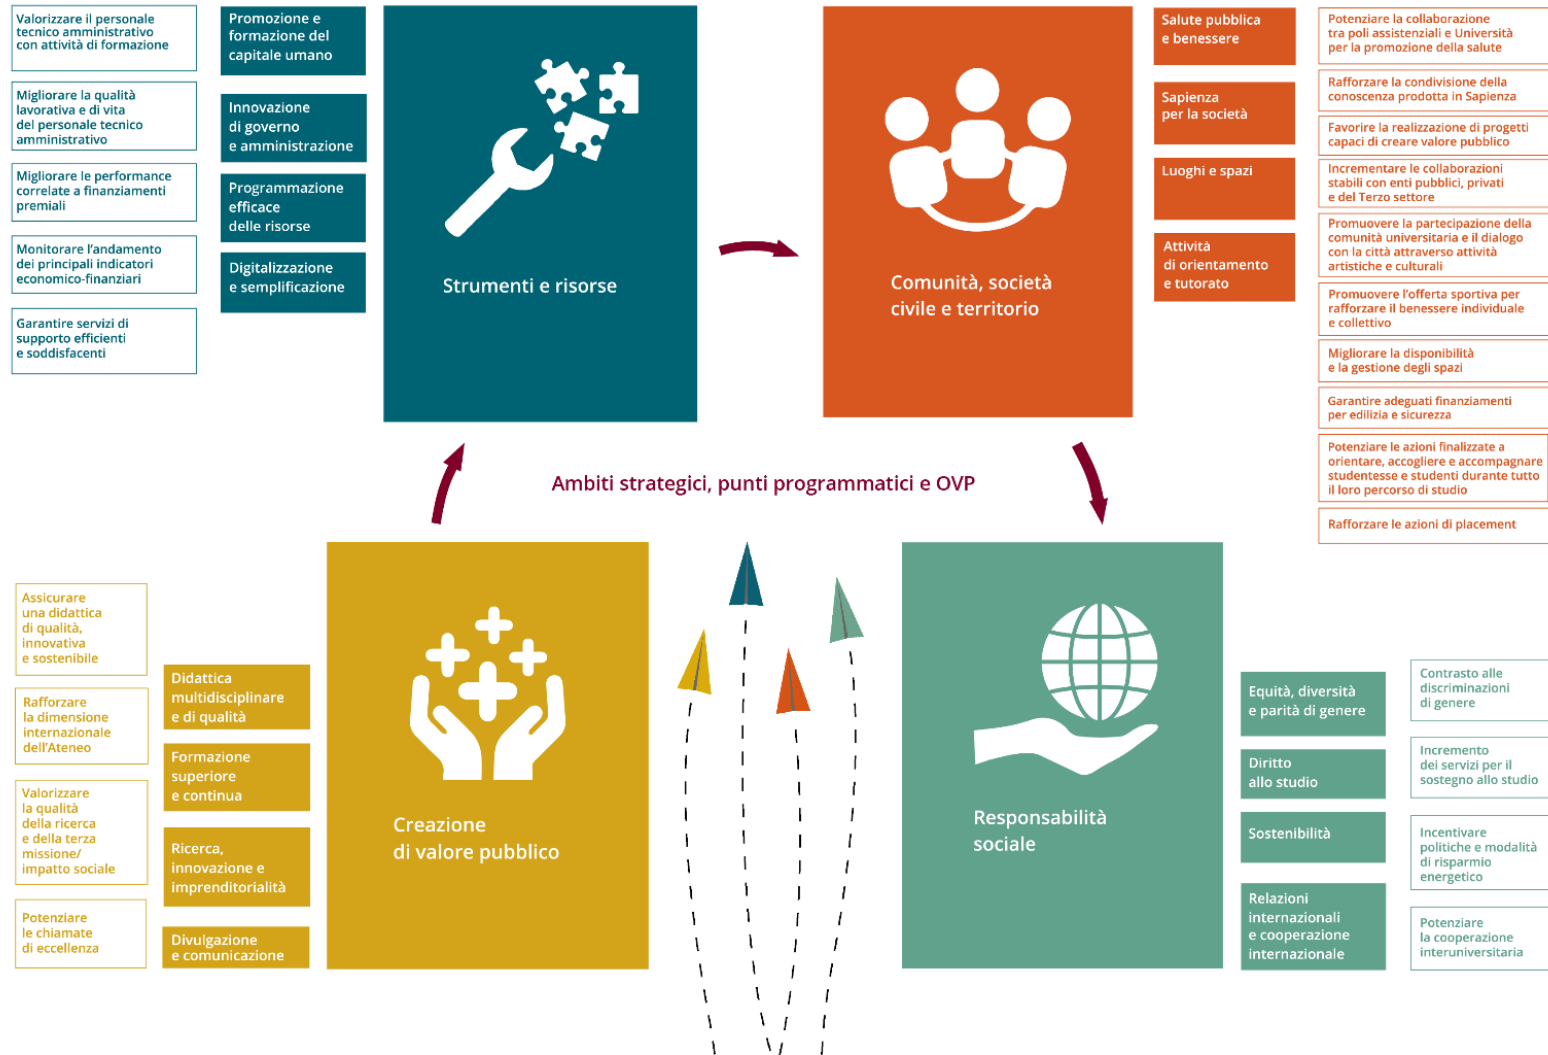 Valorizzare il personale
tecnico amministrativo
con attività di formazione
Migliorare la qualità
lavorativa e di vita
del personale tecnico
amministrativo
Migliorare le performance
correlate a finanziamenti
premiali
Monitorare l'andamento
dei principali indicatori
economico-finanziari
Garantire servizi di
supporto efficienti
e soddisfacenti
Promozione e
formazione del
capitale umano
Innovazione
di governo
e amministrazione
Programmazione
efficace
delle risorse
Digitalizzazione
e semplificazione
Strumenti e risorse
Comunità, società
civile e territorio
Salute pubblica
e benessere
Sapienza
per la società
Luoghi e spazi
Attività
di orientamento
e tutorato
Potenziare la collaborazione
tra poli assistenziali e Università
per la promozione della salute
Rafforzare la condivisione della
conoscenza prodotta in Sapienza
Favorire la realizzazione di progetti
capaci di creare valore pubblico
Incrementare le collaborazioni
stabili con enti pubblici, privati
e del Terzo settore
Promuovere la partecipazione della
comunità universitaria e il dialogo
con la città attraverso attività
artistiche e culturali
Promuovere l'offerta sportiva per
rafforzare il benessere individuale
e collettivo
Migliorare la disponibilità
e la gestione degli spazi
Garantire adeguati finanziamenti
per edilizia e sicurezza
Potenziare le azioni finalizzate a
orientare, accogliere e accompagnare
studentesse e studenti durante tutto
il loro percorso di studio
Rafforzare le azioni di placement
Ambiti strategici, punti programmatici e OVP
Assicurare
una didattica
di qualità,
innovativa
e sostenibile
Rafforzare
la dimensione
internazionale
dell'Ateneo
Valorizzare
la qualità
della ricerca
e della terza
missione/
impatto sociale
Potenziare
le chiamate
di eccellenza
Didattica
multidisciplinare
e di qualità
Formazione
superiore
e continua
Ricerca,
innovazione e
imprenditorialità
Divulgazione
e comunicazione
Creazione
di valore pubblico
Responsabilità
sociale
Equità, diversità
e parità di genere
Diritto
allo studio
Sostenibilità
Relazioni
internazionali
e cooperazione
internazionale
Contrasto alle
discriminazioni
di genere
Incremento
dei servizi per il
sostegno allo studio
Incentivare
politiche e modalità
di risparmio
energetico
Potenziare
la cooperazione
interuniversitaria